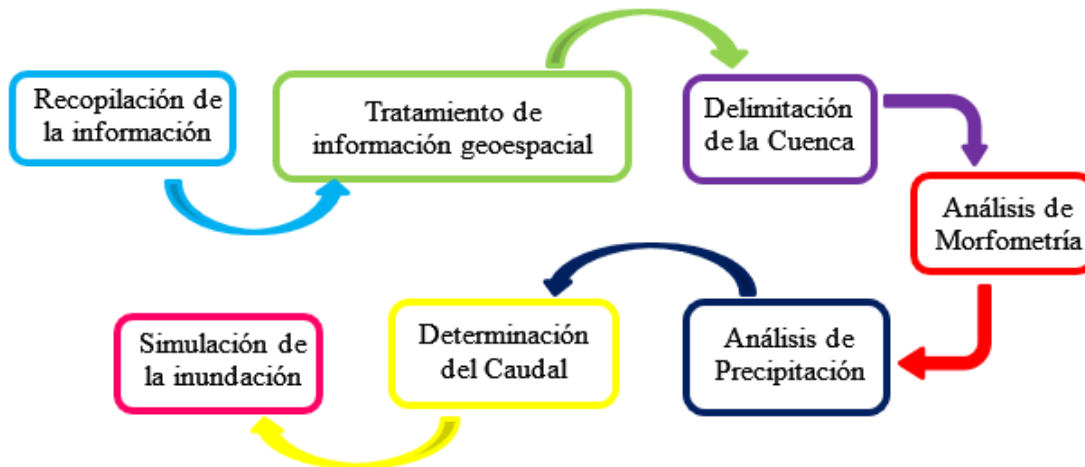 Recopilación de
la información
Tratamiento de
información geoespacial
Delimitación
de la Cuenca
Análisis de
Morfometría
Análisis de
Precipitación
Determinación
del Caudal
Simulación de
la inundación